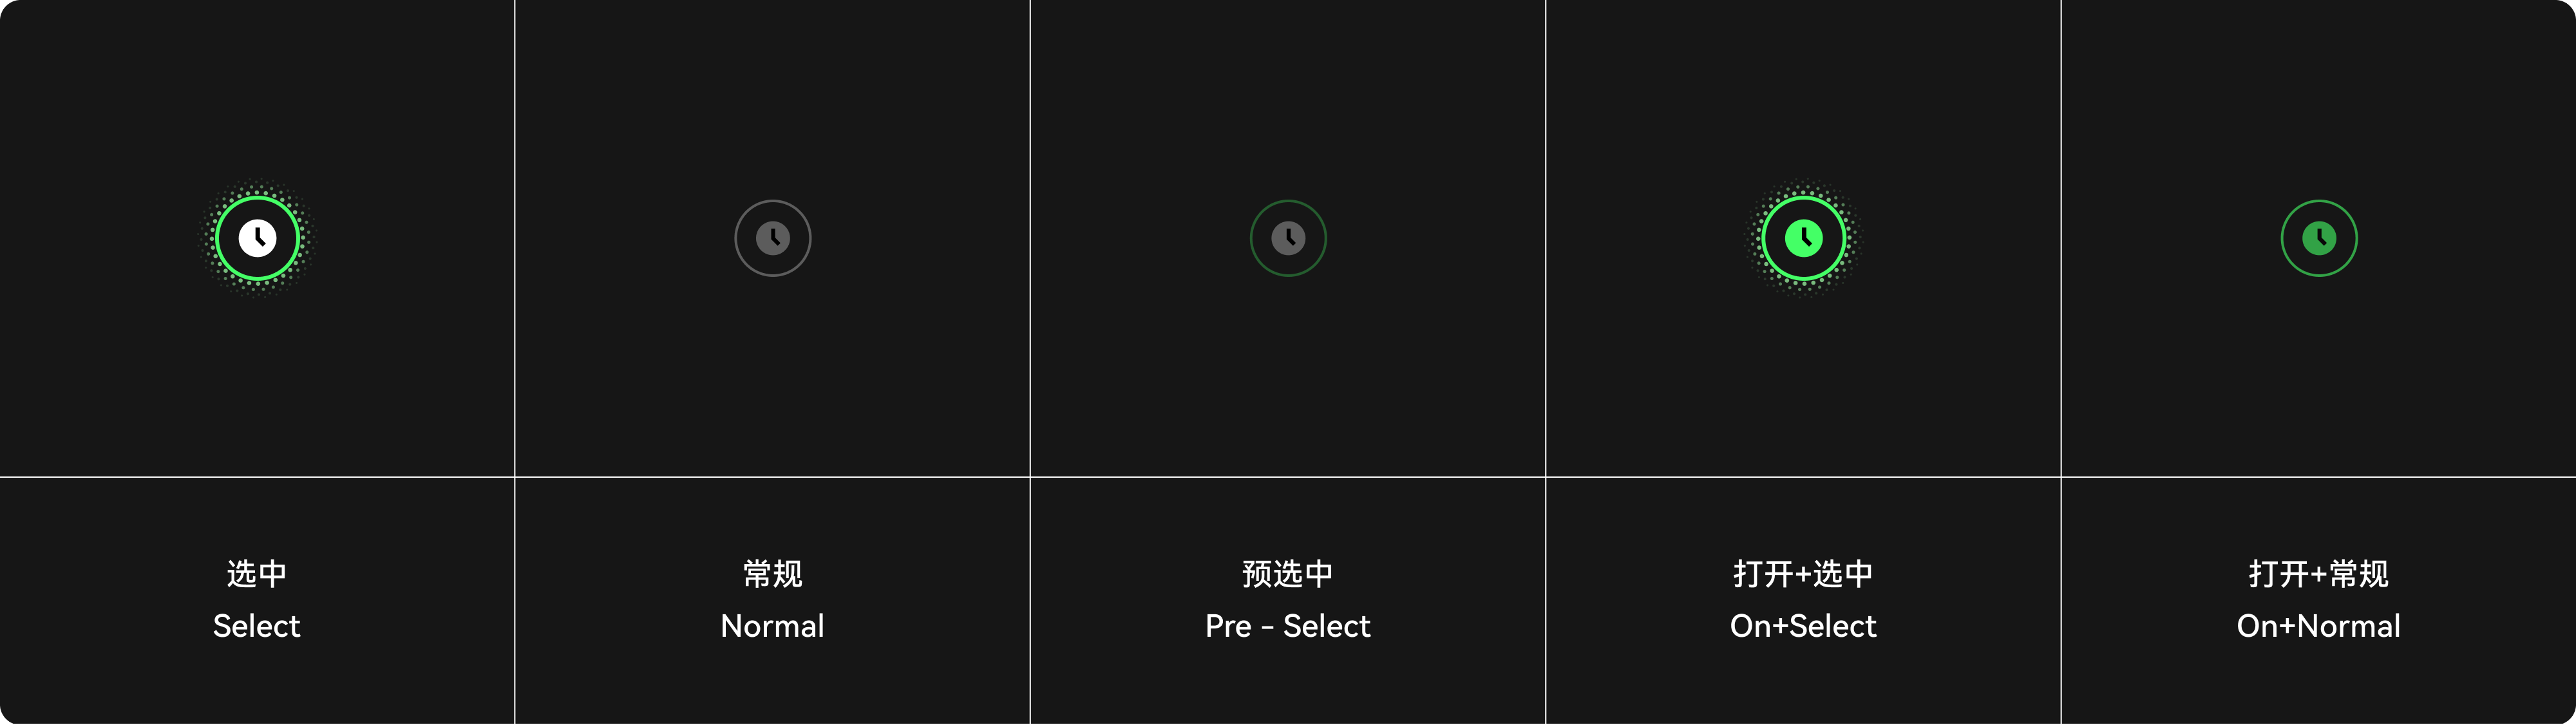 选中
Select
常规
Normal
预选中
Pre - Select
打开+选中
On+Select
打开+常规
On+Normal